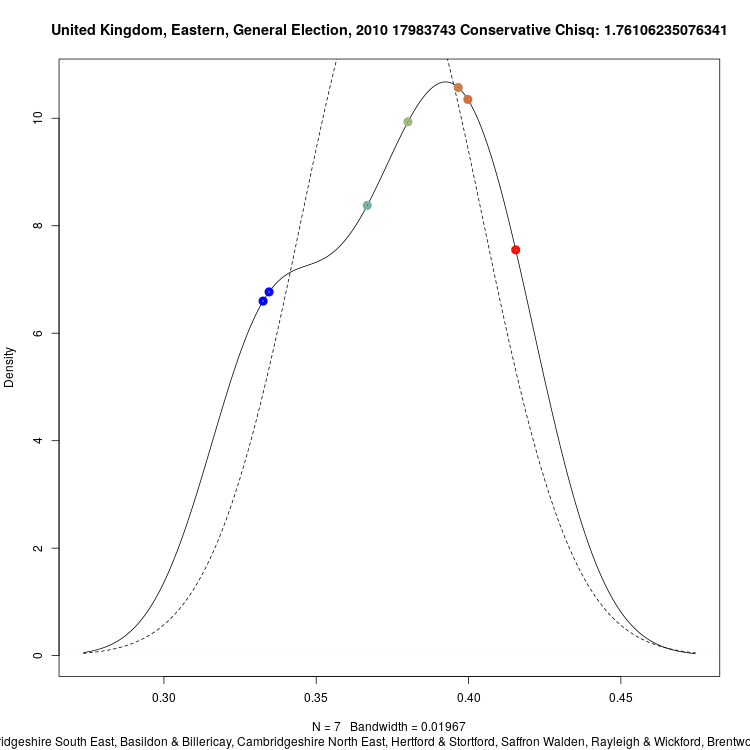 United Kingdom, Eastern, General Election, 2010 17983743 Conservative Chisq: 1.76106235076341
10
8
6
4
2
0
Density
0.30 0.35 0.40 0.45
N = 7 Bandwidth = 0.01967
ridgeshire South East, Basildon & Billericay, Cambridgeshire North East, Hertford & Stortford, Saffron Walden, Rayleigh & Wickford, Brentwo